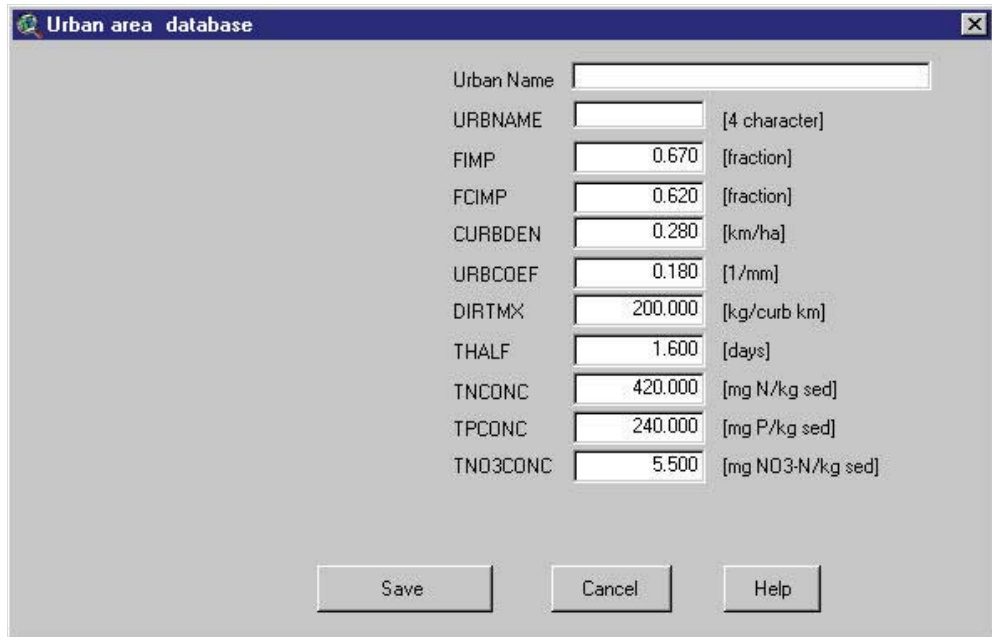 Urban area database
Urban Name
URBNAME [4 character]
FIMP 0.670 [fraction]
FCIMP 0.620 [fraction]
CURBDEN 0.280 [km/ha]
URBCOEF 0.180 [1/mm]
DIRTMX 200.000 [kg/curb km]
THALF 1.600 [days]
TNCONC 420.000 [mg N/kg sed]
TPCONC 240.000 [mg P/kg sed]
TNO3CONC 5.500 [mg NO3-N/kg sed]
Save Cancel Help